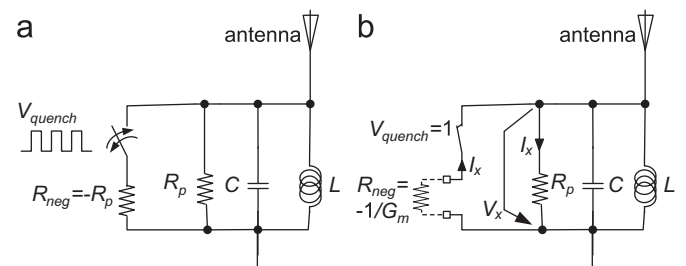 a
antenna
V_quench
R_neg=-R_p
R_p
C
L
b
antenna
V_quench=1
I_x
I_x
R_neg=
-1/G_m
V_x
R_p
C
L